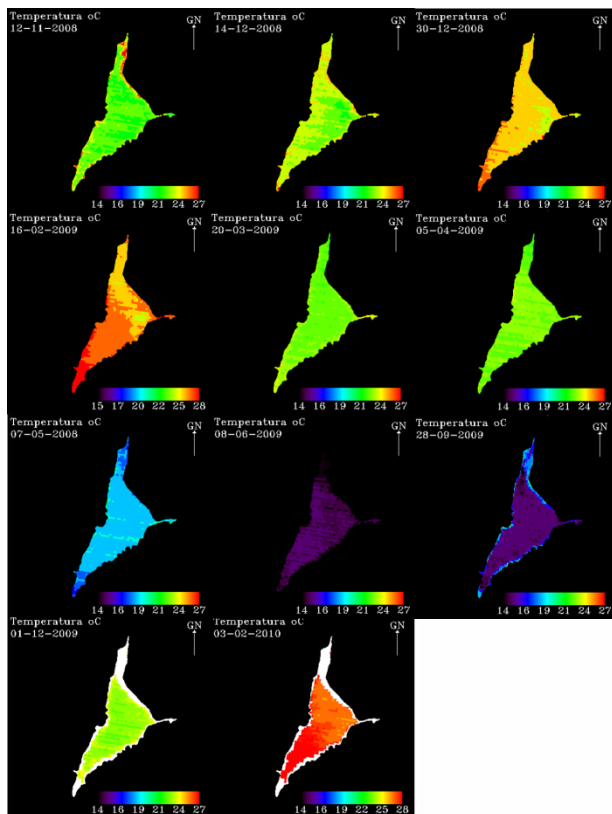 Temperatura oC
12-11-2008
GN
14 16 19 21 24 27
Temperatura oC
14-12-2008
GN
14 16 19 21 24 27
Temperatura oC
30-12-2008
GN
14 16 19 21 24 27
Temperatura oC
16-02-2009
GN
15 17 20 22 25 28
Temperatura oC
20-03-2009
GN
14 16 19 21 24 27
Temperatura oC
05-04-2009
GN
14 16 19 21 24 27
Temperatura oC
07-05-2008
GN
14 16 19 21 24 27
Temperatura oC
08-06-2009
GN
14 16 19 21 24 27
Temperatura oC
28-09-2009
GN
14 16 19 21 24 27
Temperatura oC
01-12-2009
GN
14 16 19 21 24 27
Temperatura oC
03-02-2010
GN
14 16 19 22 25 28